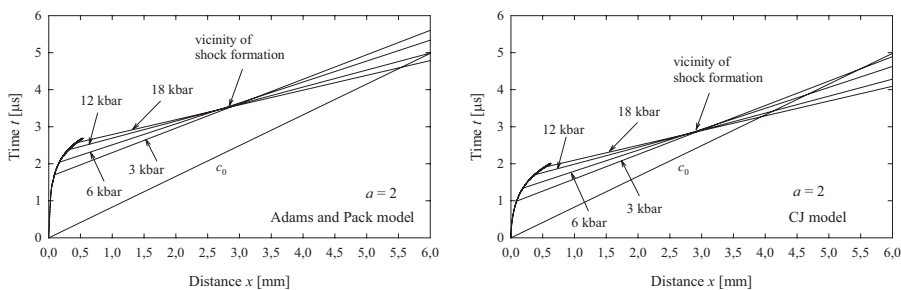 6
5
4
3
2
1
0
Time t [μs]
vicinity of
shock formation
12 kbar
18 kbar
6 kbar
3 kbar
c₀
a = 2
Adams and Pack model
0,0 0,5 1,0 1,5 2,0 2,5 3,0 3,5 4,0 4,5 5,0 5,5 6,0
Distance x [mm]
6
5
4
3
2
1
0
Time t [μs]
vicinity of
shock formation
12 kbar
18 kbar
6 kbar
3 kbar
c₀
a = 2
CJ model
0,0 0,5 1,0 1,5 2,0 2,5 3,0 3,5 4,0 4,5 5,0 5,5 6,0
Distance x [mm]